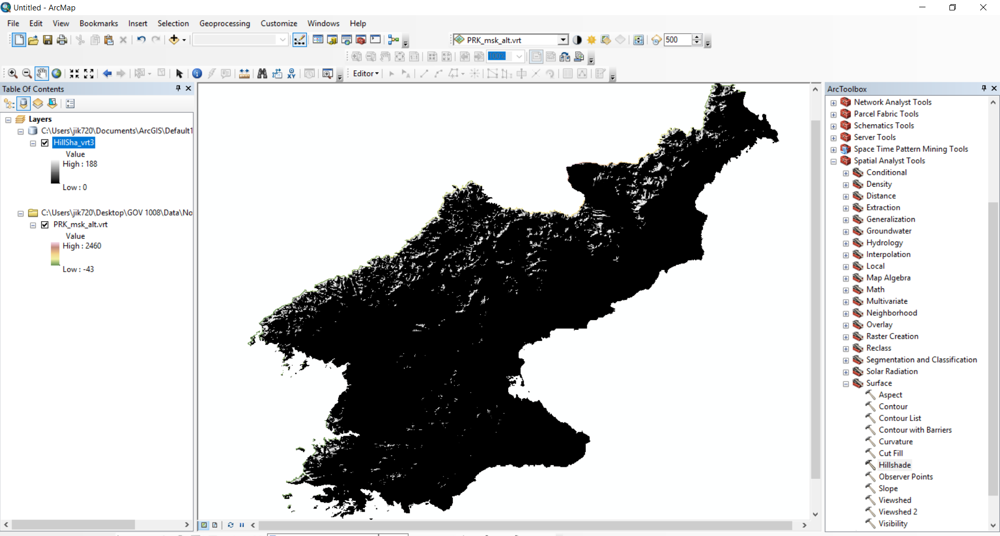 Untitled - ArcMap
File Edit View Bookmarks Insert Selection Geoprocessing Customize Windows Help
PRK_msk_alt.vrt 500
100%
Editor
Table Of Contents
Layers
C:\Users\jik720\Documents\ArcGIS\Default1
HillSha_vrt3
Value
High : 188
Low : 0
C:\Users\jik720\Desktop\GOV 1008\Data\No
PRK_msk_alt.vrt
Value
High : 2460
Low : -43
ArcToolbox
Network Analyst Tools
Parcel Fabric Tools
Schematics Tools
Server Tools
Space Time Pattern Mining Tools
Spatial Analyst Tools
Conditional
Density
Distance
Extraction
Generalization
Groundwater
Hydrology
Interpolation
Local
Map Algebra
Math
Multivariate
Neighborhood
Overlay
Raster Creation
Reclass
Segmentation and Classification
Solar Radiation
Surface
Aspect
Contour
Contour List
Contour with Barriers
Curvature
Cut Fill
Hillshade
Observer Points
Slope
Viewshed
Viewshed 2
Visibility